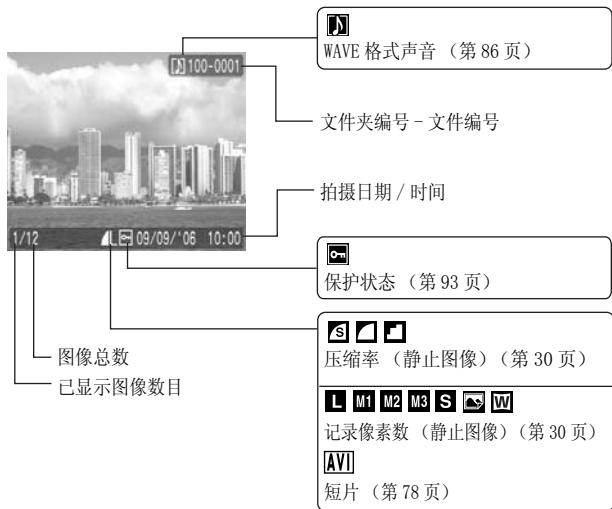 WAVE 格式声音 （第 86 页）
100-0001
文件夹编号－文件编号
拍摄日期 / 时间
1/12 L 09/09/'06 10:00
保护状态 （第 93 页）
S
压缩率 （静止图像）（第 30 页）
图像总数
已显示图像数目
L M1 M2 M3 S W
记录像素数 （静止图像）（第 30 页）
AVI
短片 （第 78 页）